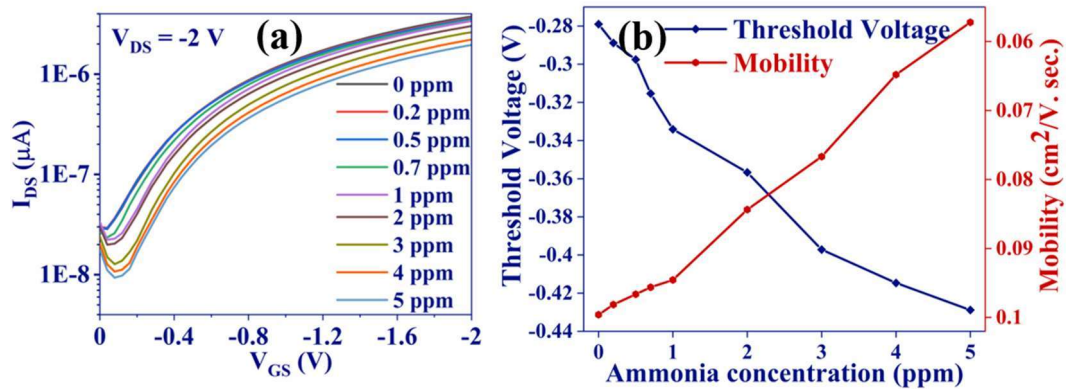 (a)
V_DS = -2 V
I_DS (μA)
1E-6
1E-7
1E-8
0 ppm
0.2 ppm
0.5 ppm
0.7 ppm
1 ppm
2 ppm
3 ppm
4 ppm
5 ppm
0 -0.4 -0.8 -1.2 -1.6 -2
V_GS (V)
(b)
Threshold Voltage
Mobility
Threshold Voltage (V)
-0.28
-0.3
-0.32
-0.34
-0.36
-0.38
-0.4
-0.42
-0.44
0 1 2 3 4 5
Ammonia concentration (ppm)
0.06
0.07
0.08
0.09
0.1
Mobility (cm²/V. sec.)